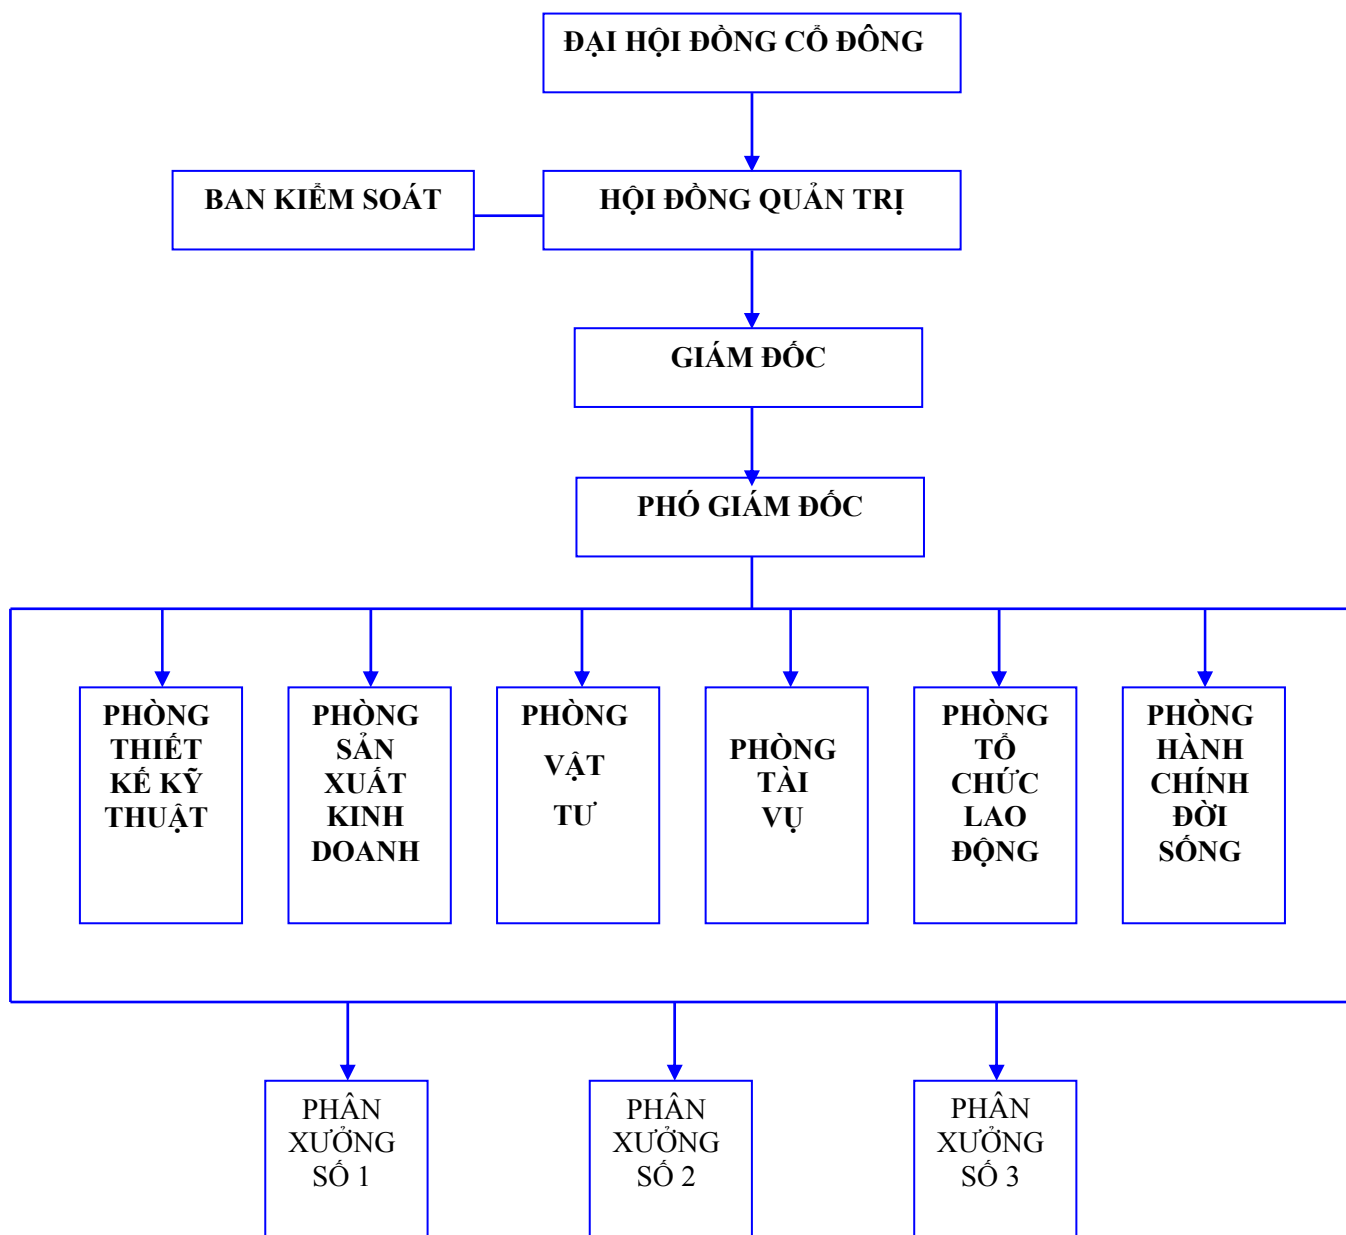 ĐẠI HỘI ĐỒNG CỔ ĐÔNG
BAN KIỂM SOÁT
HỘI ĐỒNG QUẢN TRỊ
GIÁM ĐỐC
PHÓ GIÁM ĐỐC
PHÒNG
THIẾT
KẾ KỸ
THUẬT
PHÒNG
SẢN
XUẤT
KINH
DOANH
PHÒNG
VẬT
TƯ
PHÒNG
TÀI
VỤ
PHÒNG
TỔ
CHỨC
LAO
ĐỘNG
PHÒNG
HÀNH
CHÍNH
ĐỜI
SỐNG
PHÂN
XƯỞNG
SỐ 1
PHÂN
XƯỞNG
SỐ 2
PHÂN
XƯỞNG
SỐ 3